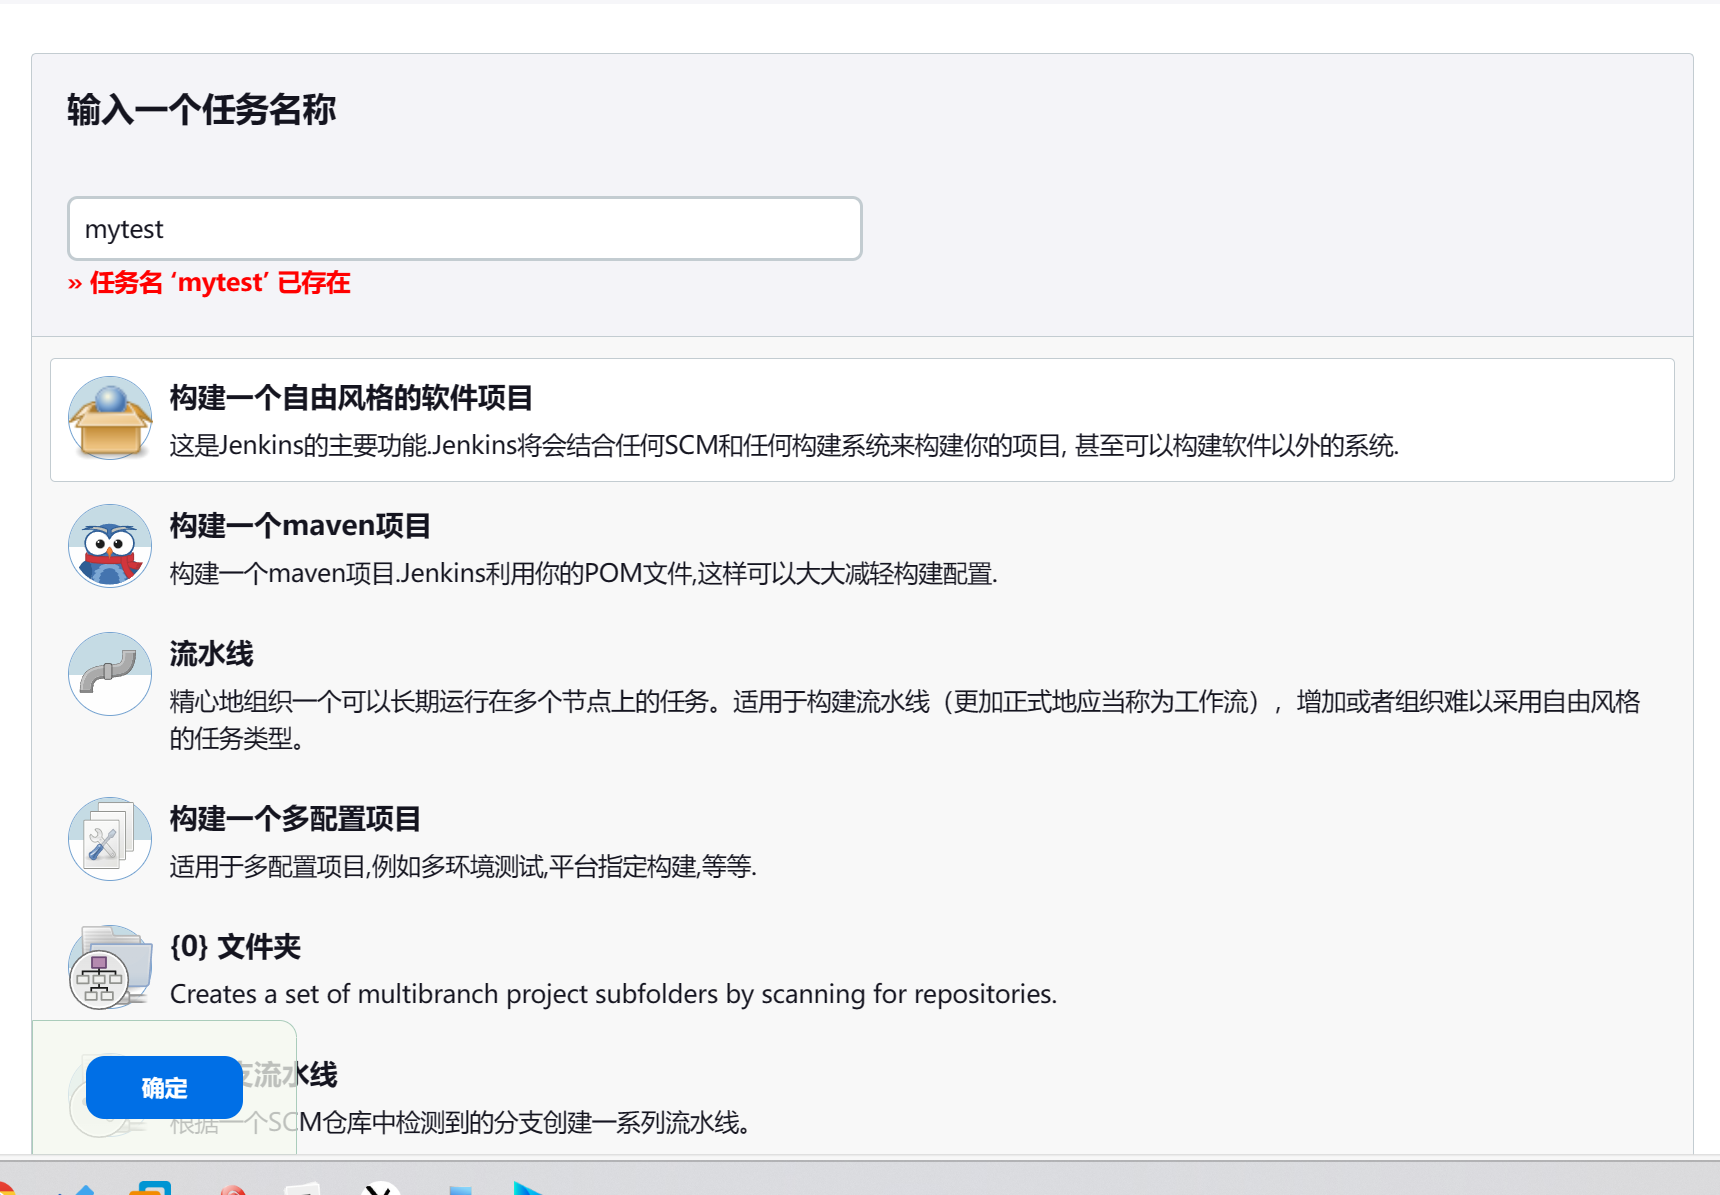 输入一个任务名称
mytest
» 任务名 ‘mytest’ 已存在
构建一个自由风格的软件项目
这是Jenkins的主要功能.Jenkins将会结合任何SCM和任何构建系统来构建你的项目, 甚至可以构建软件以外的系统.
构建一个maven项目
构建一个maven项目.Jenkins利用你的POM文件,这样可以大大减轻构建配置.
流水线
精心地组织一个可以长期运行在多个节点上的任务。适用于构建流水线（更加正式地应当称为工作流），增加或者组织难以采用自由风格
的任务类型。
构建一个多配置项目
适用于多配置项目,例如多环境测试,平台指定构建,等等.
{0} 文件夹
Creates a set of multibranch project subfolders by scanning for repositories.
支流水线
确定
根据一个SCM仓库中检测到的分支创建一系列流水线。